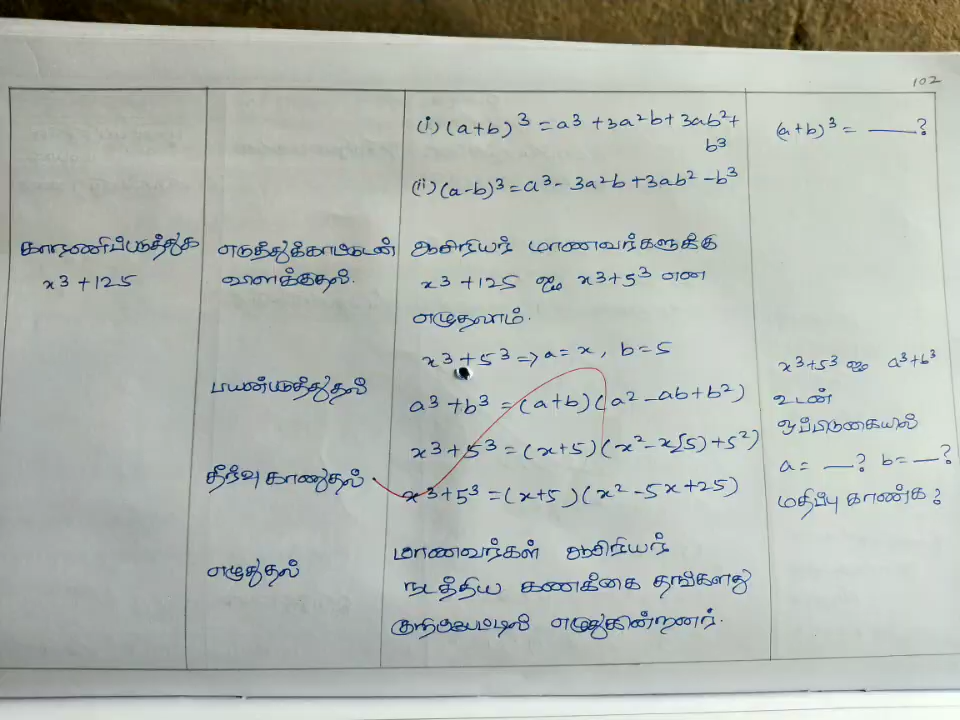 102
(i) (a+b)³ = a³ + 3a²b + 3ab² +
b³
(a+b)³ = ——?
(ii) (a-b)³ = a³ - 3a²b + 3ab² - b³
காரணிப்படுத்துக
x³ + 125
எடுத்துக்காட்டுடன்
விளக்குதல்.
ஆசிரியர் மாணவர்களுக்கு
x³ + 125 ஐ x³ + 5³ என
எழுதலாம்.
x³ + 5³ => a = x, b = 5
பயன்படுத்துதல்
a³ + b³ = (a+b) (a² - ab + b²)
x³ + 5³ = (x+5) (x² - x(5) + 5²)
தீர்வு காணுதல்
x³ + 5³ = (x+5) (x² - 5x + 25)
எழுதுதல்
மாணவர்கள் ஆசிரியர்
நடத்திய கணக்கை தங்களது
குறிப்பேட்டில் எழுதுகின்றனர்.
x³+5³ ஐ a³+b³
உடன்
ஒப்பிடுகையில்
a = —? b = —?
மதிப்பு காண்க?